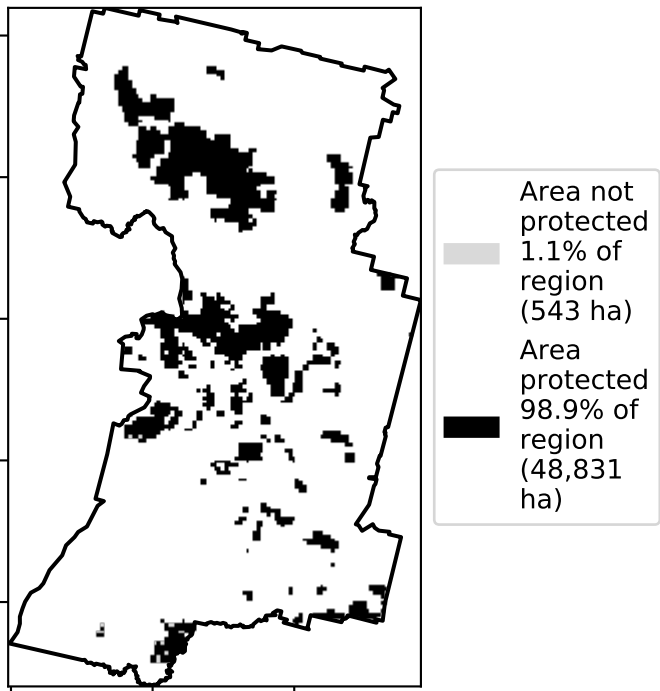 Area not
protected
1.1% of
region
(543 ha)
Area
protected
98.9% of
region
(48,831
ha)